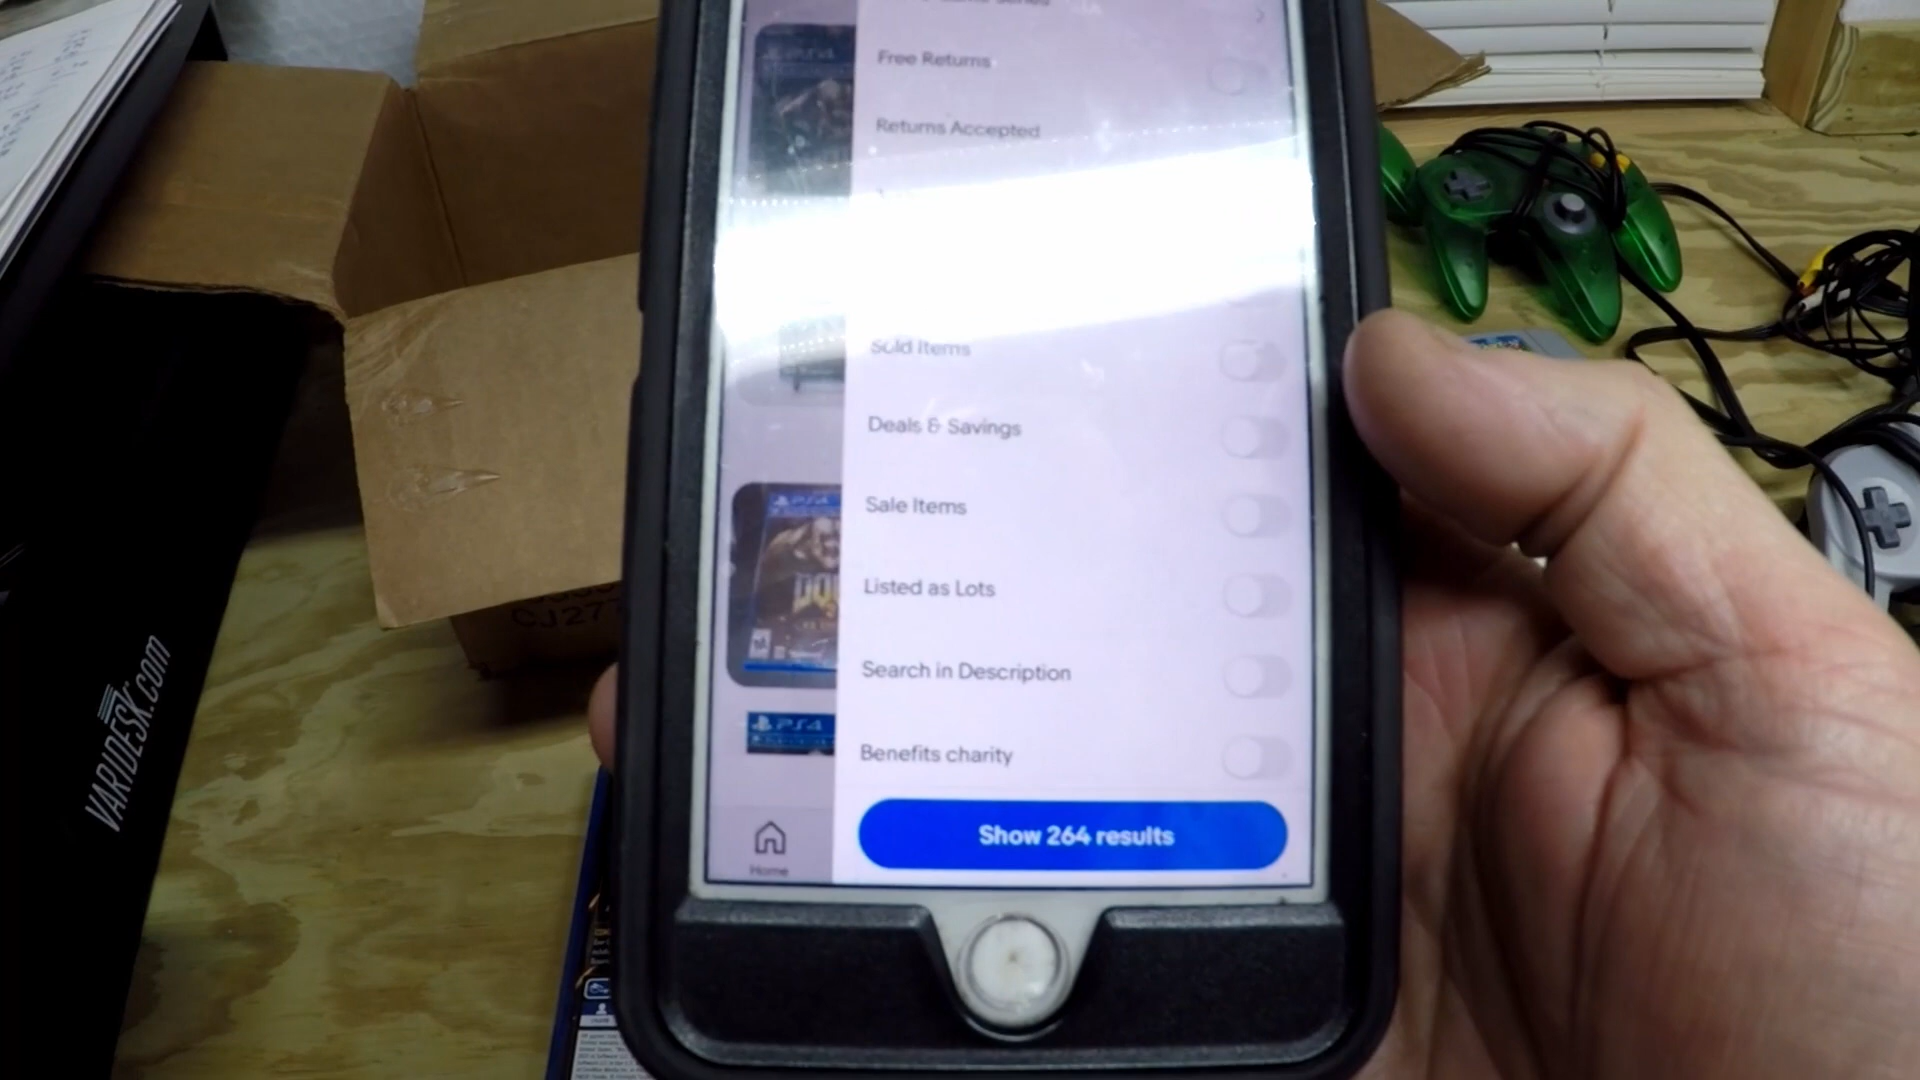 Free Returns
Returns Accepted
Sold Items
Deals & Savings
Sale Items
Listed as Lots
Search in Description
Benefits charity
Show 264 results
Home
PS4
PS4
CJ27
VARIDESK.com